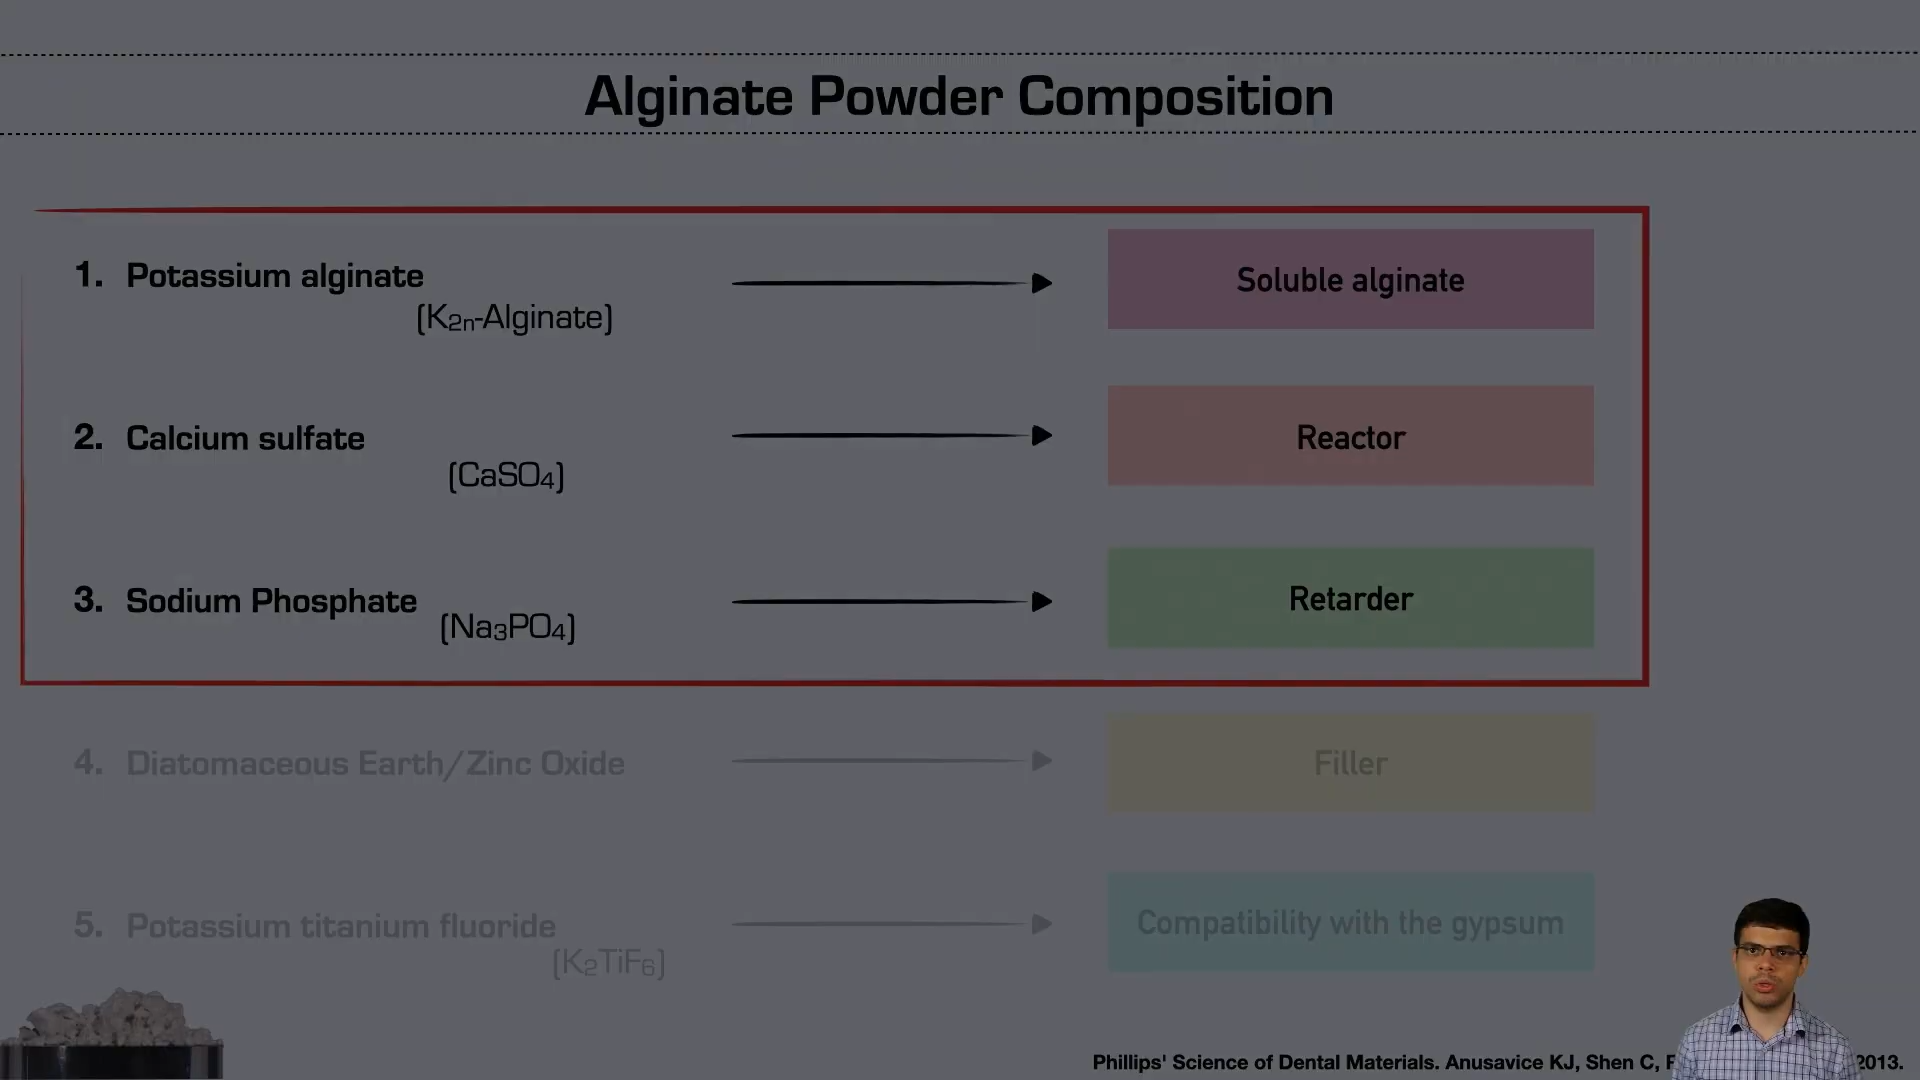 Alginate Powder Composition
1. Potassium alginate
(K2n-Alginate)
Soluble alginate
2. Calcium sulfate
(CaSO4)
Reactor
3. Sodium Phosphate
(Na3PO4)
Retarder
4. Diatomaceous Earth/Zinc Oxide
Filler
5. Potassium titanium fluoride
(K2TiF6)
Compatibility with the gypsum
Phillips' Science of Dental Materials. Anusavice KJ, Shen C, 2013.